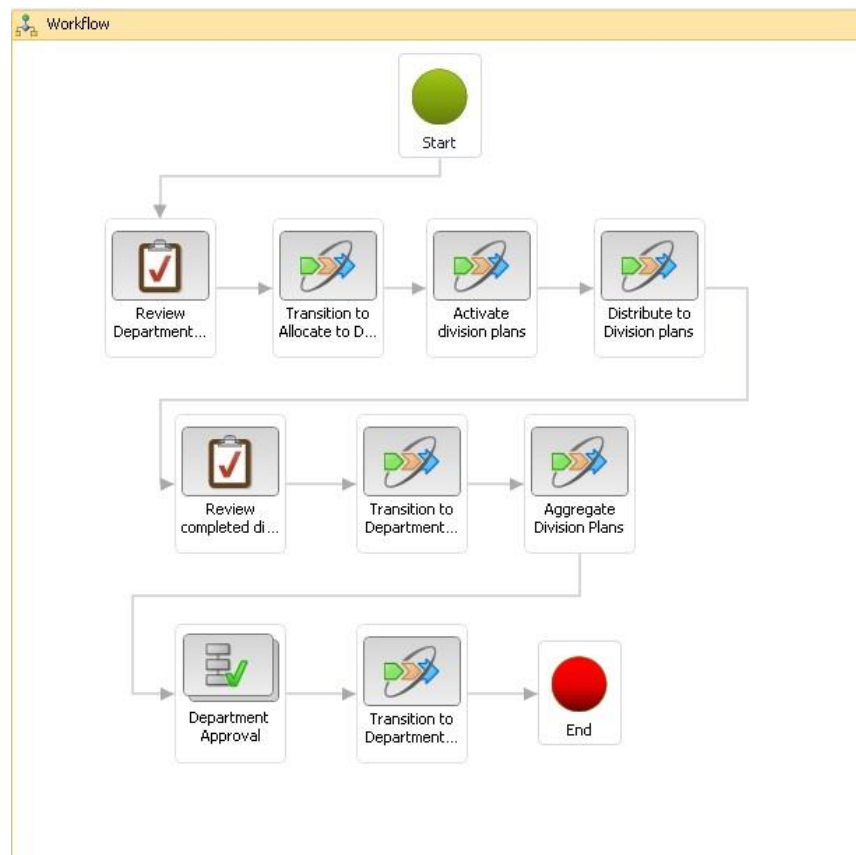 Workflow
Start
Review
Department...
Transition to
Allocate to D...
Activate
division plans
Distribute to
Division plans
Review
completed di...
Transition to
Department...
Aggregate
Division Plans
Department
Approval
Transition to
Department...
End